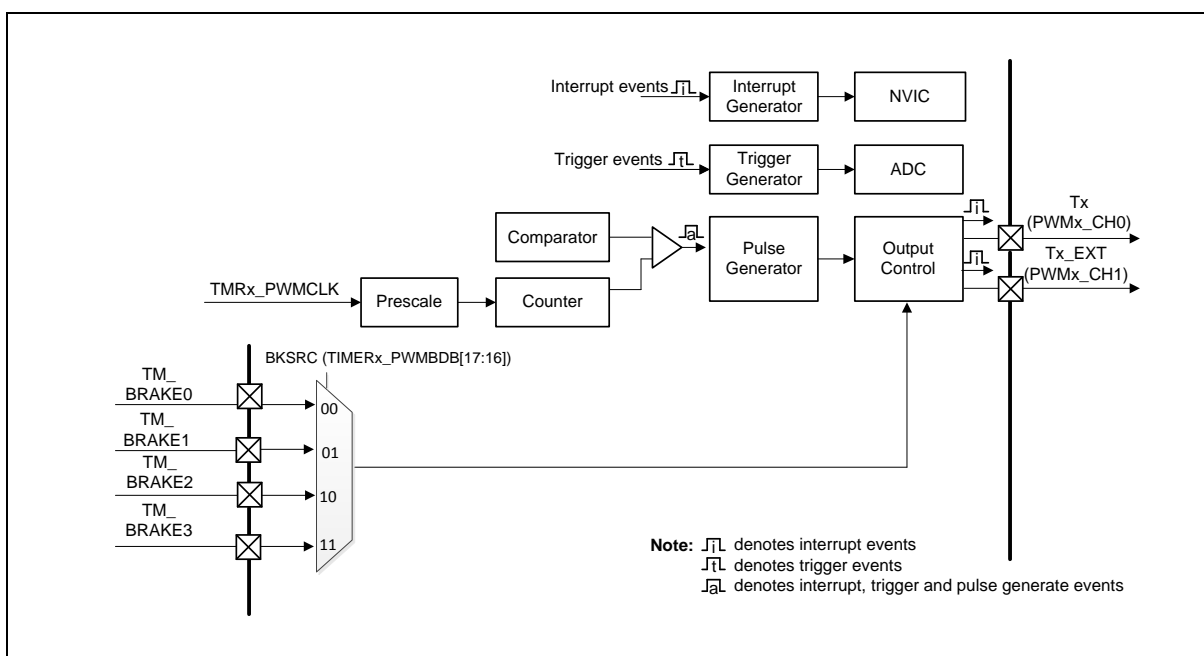 Interrupt events i
Interrupt
Generator
NVIC
Trigger events t
Trigger
Generator
ADC
Comparator
a
Pulse
Generator
Output
Control
i
Tx
(PWMx_CH0)
i
Tx_EXT
(PWMx_CH1)
TMRx_PWMCLK
Prescale
Counter
BKSRC (TIMERx_PWMBDB[17:16])
TM_
BRAKE0
00
TM_
BRAKE1
01
TM_
BRAKE2
10
TM_
BRAKE3
11
Note: i denotes interrupt events
t denotes trigger events
a denotes interrupt, trigger and pulse generate events